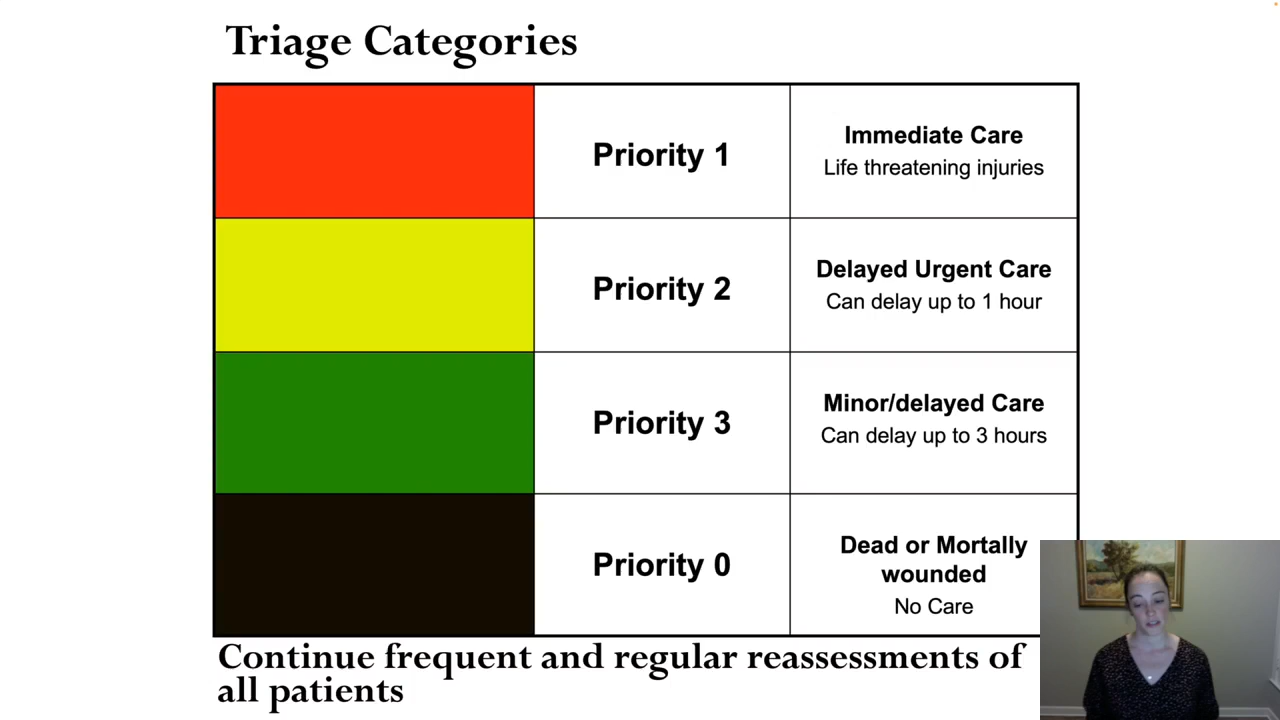 Triage Categories
Priority 1
Immediate Care
Life threatening injuries
Priority 2
Delayed Urgent Care
Can delay up to 1 hour
Priority 3
Minor/delayed Care
Can delay up to 3 hours
Priority 0
Dead or Mortally
wounded
No Care
Continue frequent and regular reassessments of
all patients